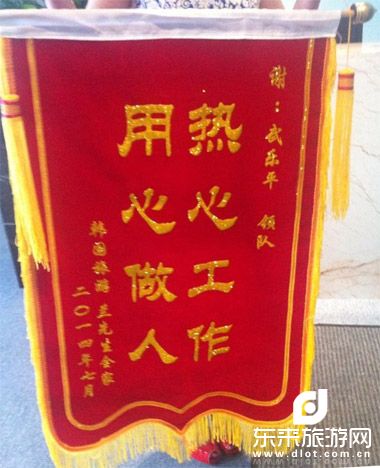 谢：武乐平 领队
热心工作
用心做人
韩国旅游 兰先生全家
二〇一四年七月
东来旅游网
www.dlot.com.cn